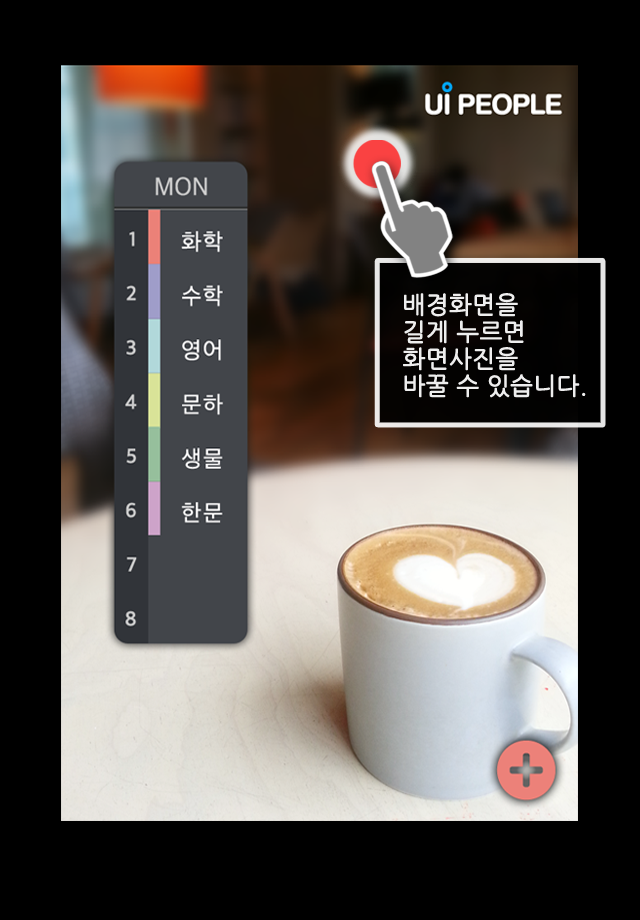 UI PEOPLE
MON
1 화학
2 수학
3 영어
4 문하
5 생물
6 한문
7
8
배경화면을
길게 누르면
화면사진을
바꿀 수 있습니다.